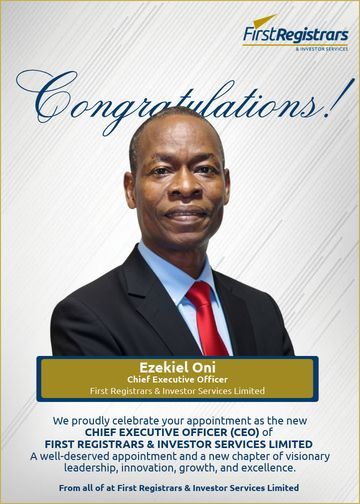 FirstRegistrars
& INVESTOR SERVICES
Congratulations!
Ezekiel Oni
Chief Executive Officer
First Registrars & Investor Services Limited
We proudly celebrate your appointment as the new
CHIEF EXECUTIVE OFFICER (CEO) of
FIRST REGISTRARS & INVESTOR SERVICES LIMITED
A well-deserved appointment and a new chapter of visionary
leadership, innovation, growth, and excellence.
From all of at First Registrars & Investor Services Limited